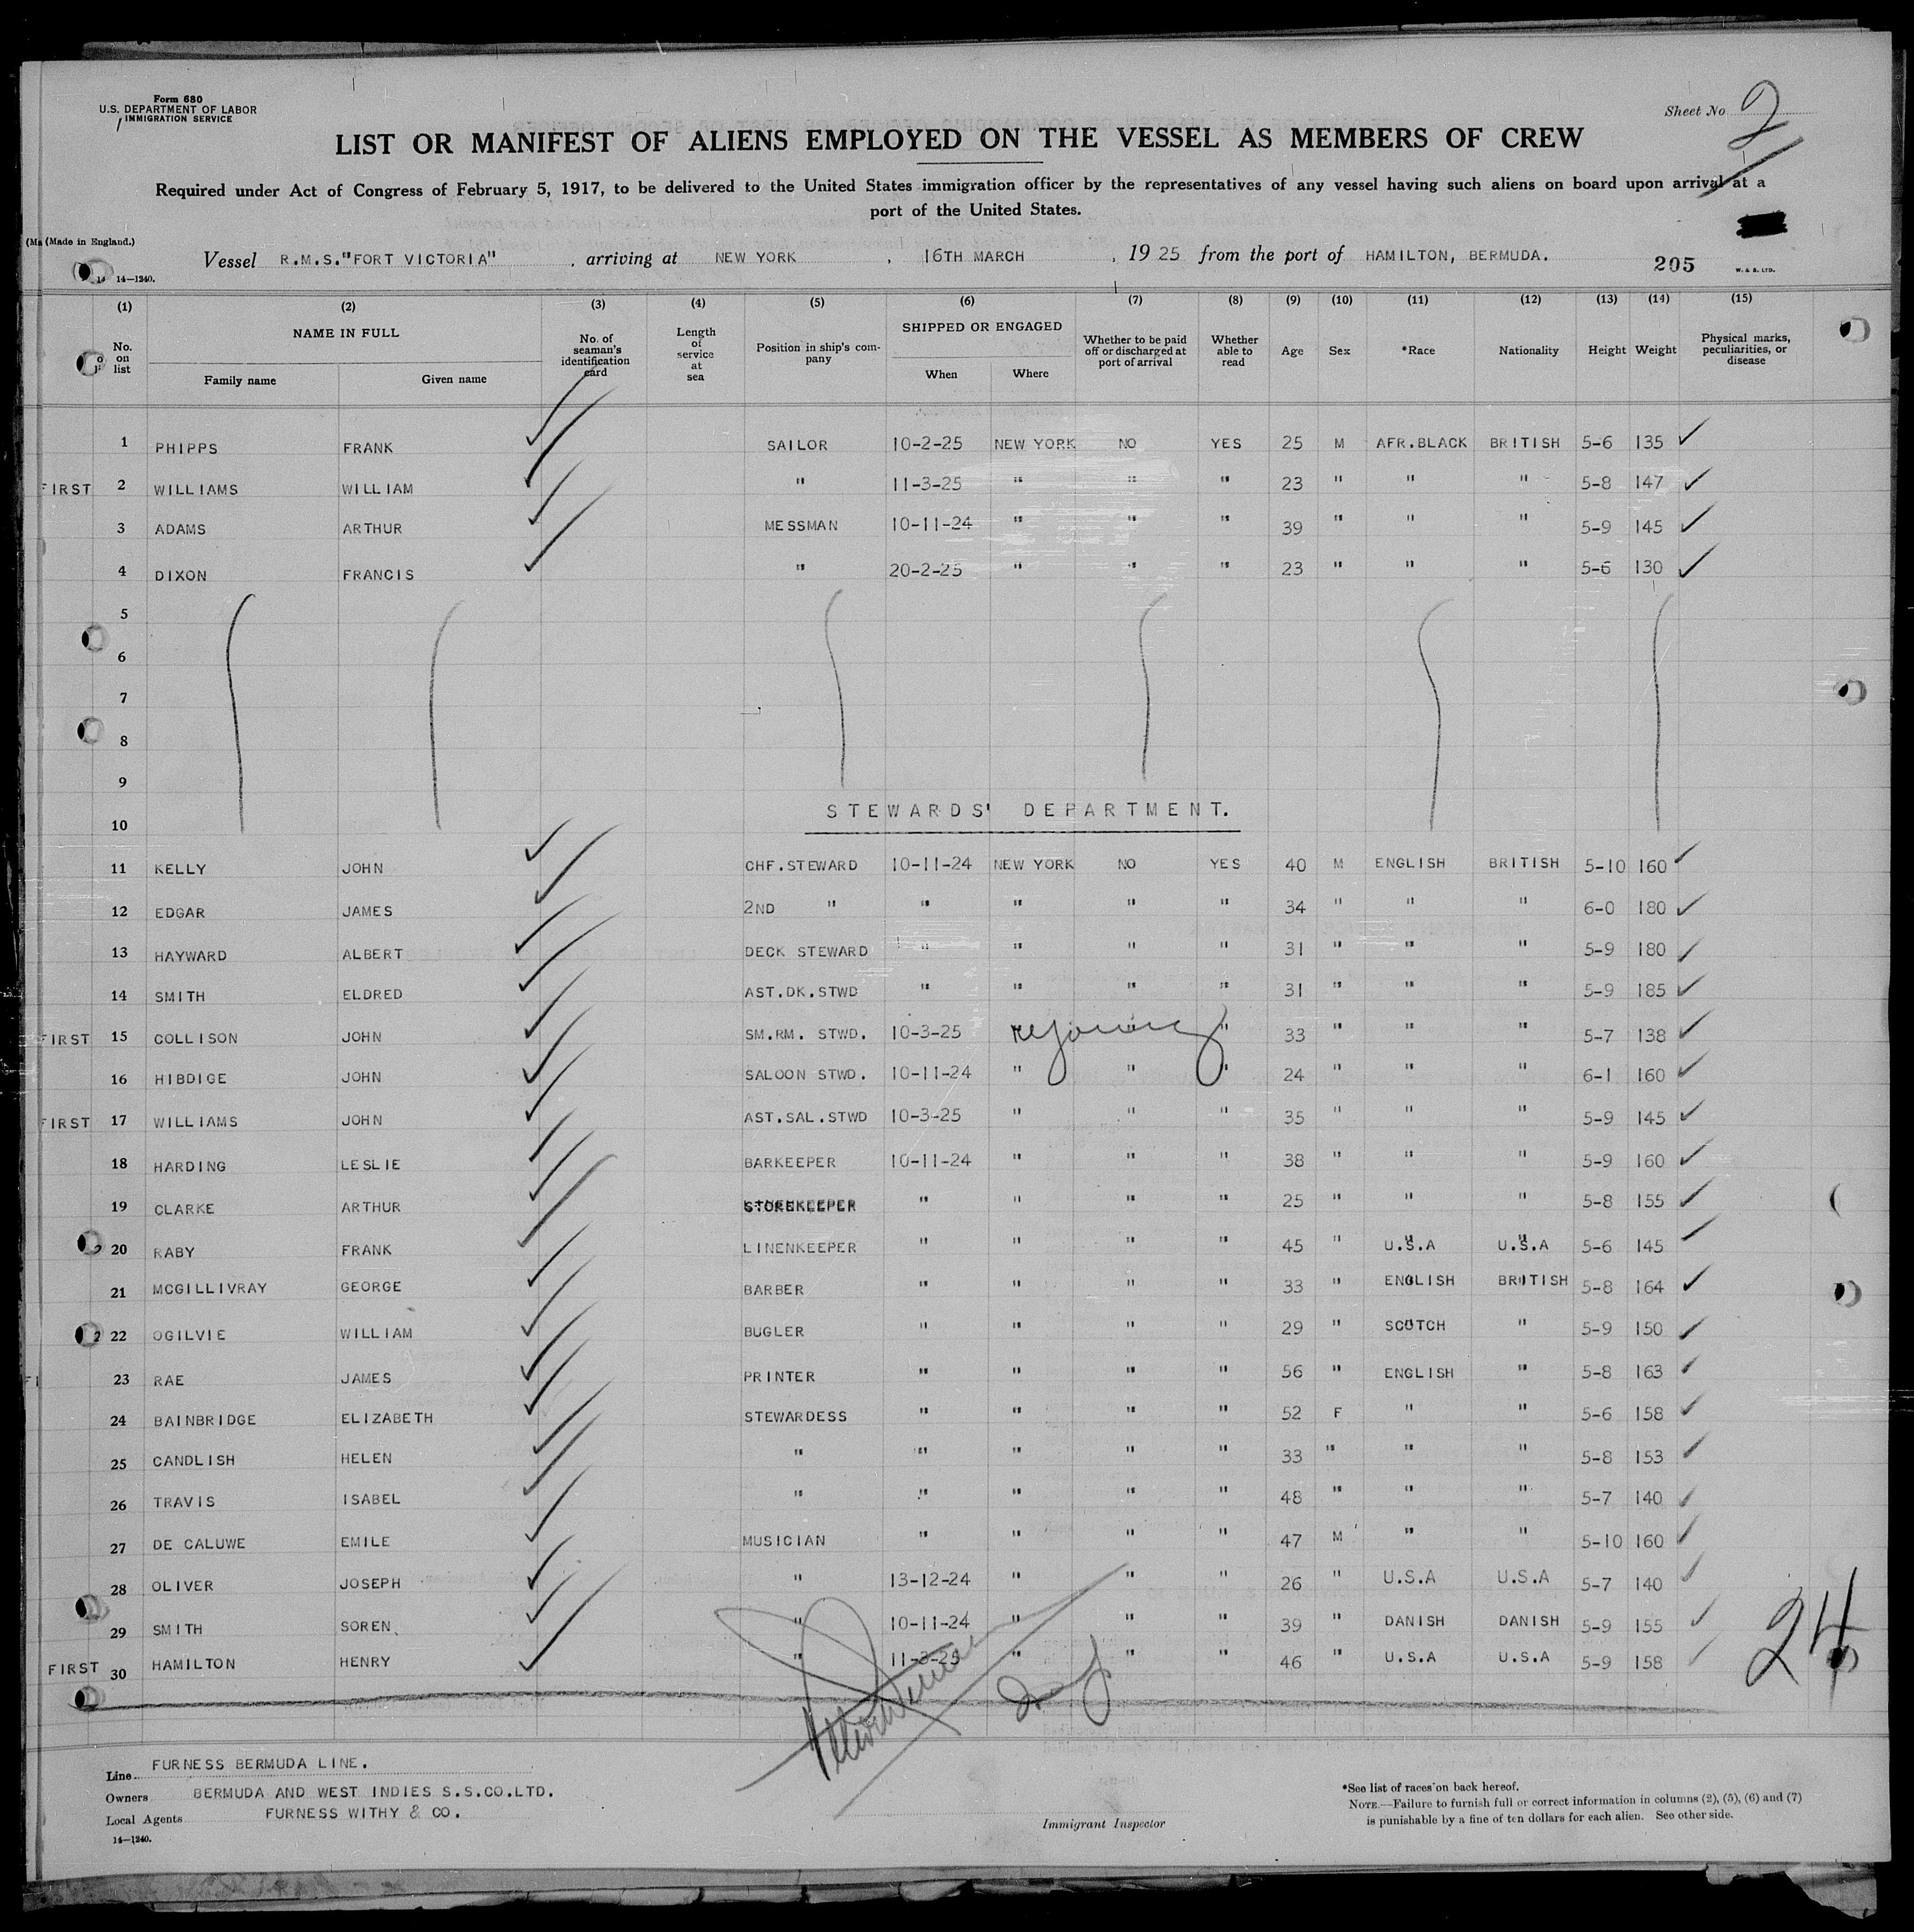 Form 680
U.S. DEPARTMENT OF LABOR
IMMIGRATION SERVICE
Sheet No 2
LIST OR MANIFEST OF ALIENS EMPLOYED ON THE VESSEL AS MEMBERS OF CREW
Required under Act of Congress of February 5, 1917, to be delivered to the United States immigration officer by the representatives of any vessel having such aliens on board upon arrival at a
port of the United States.
(Made in England.)
Vessel R.M.S."FORT VICTORIA" , arriving at NEW YORK , 16TH MARCH , 19 25 from the port of HAMILTON, BERMUDA.
14—1240.
205
W. & S. LTD.
(1) (2) (3) (4) (5) (6) (7) (8) (9) (10) (11) (12) (13) (14) (15)
No. on list
NAME IN FULL
Family name Given name
No. of seaman's identification card
Length of service at sea
Position in ship's company
SHIPPED OR ENGAGED
When Where
Whether to be paid off or discharged at port of arrival
Whether able to read
Age Sex *Race Nationality Height Weight
Physical marks, peculiarities, or disease
1 PHIPPS FRANK SAILOR 10-2-25 NEW YORK NO YES 25 M AFR.BLACK BRITISH 5-6 135
FIRST 2 WILLIAMS WILLIAM " 11-3-25 " " " 23 " " " 5-8 147
3 ADAMS ARTHUR MESSMAN 10-11-24 " " " 39 " " " 5-9 145
4 DIXON FRANCIS " 20-2-25 " " " 23 " " " 5-6 130
5
6
7
8
9
STEWARDS' DEPARTMENT.
10
11 KELLY JOHN CHF.STEWARD 10-11-24 NEW YORK NO YES 40 M ENGLISH BRITISH 5-10 160
12 EDGAR JAMES 2ND " " " " " 34 " " " 6-0 180
13 HAYWARD ALBERT DECK STEWARD " " " " 31 " " " 5-9 180
14 SMITH ELDRED AST.DK.STWD " " " " 31 " " " 5-9 185
FIRST 15 COLLISON JOHN SM.RM. STWD. 10-3-25 rejoining " 33 " " " 5-7 138
16 HIBDIGE JOHN SALOON STWD. 10-11-24 " " " 24 " " " 6-1 160
FIRST 17 WILLIAMS JOHN AST.SAL.STWD 10-3-25 " " " 35 " " " 5-9 145
18 HARDING LESLIE BARKEEPER 10-11-24 " " " 38 " " " 5-9 160
19 CLARKE ARTHUR STOREKEEPER " " " " 25 " " " 5-8 155
20 RABY FRANK LINENKEEPER " " " " 45 " U.S.A U.S.A 5-6 145
21 MCGILLIVRAY GEORGE BARBER " " " " 33 " ENGLISH BRITISH 5-8 164
22 OGILVIE WILLIAM BUGLER " " " " 29 " SCOTCH " 5-9 150
23 RAE JAMES PRINTER " " " " 56 " ENGLISH " 5-8 163
24 BAINBRIDGE ELIZABETH STEWARDESS " " " " 52 F " " 5-6 158
25 CANDLISH HELEN " " " " " 33 " " " 5-8 153
26 TRAVIS ISABEL " " " " " 48 " " " 5-7 140
27 DE CALUWE EMILE MUSICIAN " " " " 47 M " " 5-10 160
28 OLIVER JOSEPH " 13-12-24 " " " 26 " U.S.A U.S.A 5-7 140
29 SMITH SOREN " 10-11-24 " " " 39 " DANISH DANISH 5-9 155
FIRST 30 HAMILTON HENRY " 11-3-25 " " " 46 " U.S.A U.S.A 5-9 158
Line FURNESS BERMUDA LINE.
Owners BERMUDA AND WEST INDIES S.S.CO.LTD.
Local Agents FURNESS WITHY & CO.
14—1240.
Immigrant Inspector
*See list of races on back hereof.
NOTE.—Failure to furnish full or correct information in columns (2), (5), (6) and (7)
is punishable by a fine of ten dollars for each alien. See other side.